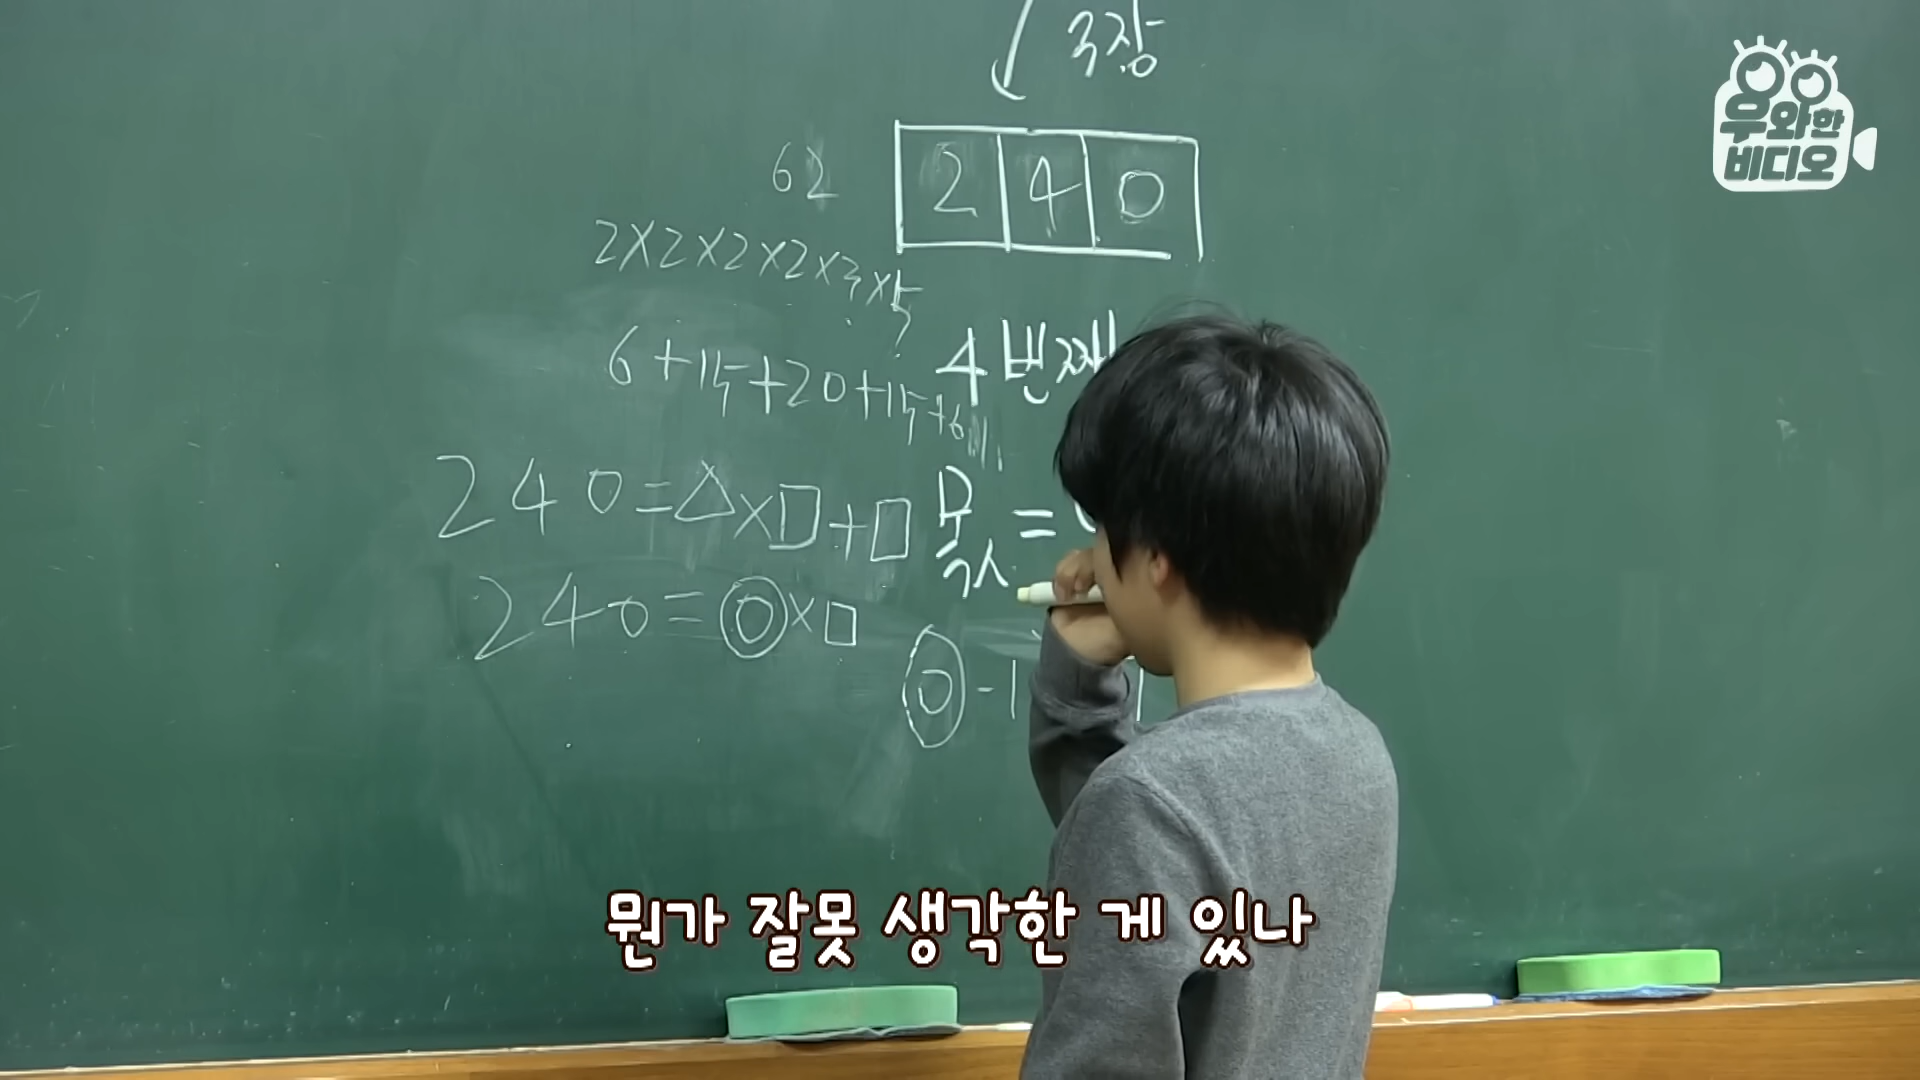 3장
우와한
비디오
62
2 4 0
2×2×2×2×3×5
6+15+20+15+6
4번째
240=△×□+□
몫 =
240=◎×□
◎-1
뭔가 잘못 생각한 게 있나